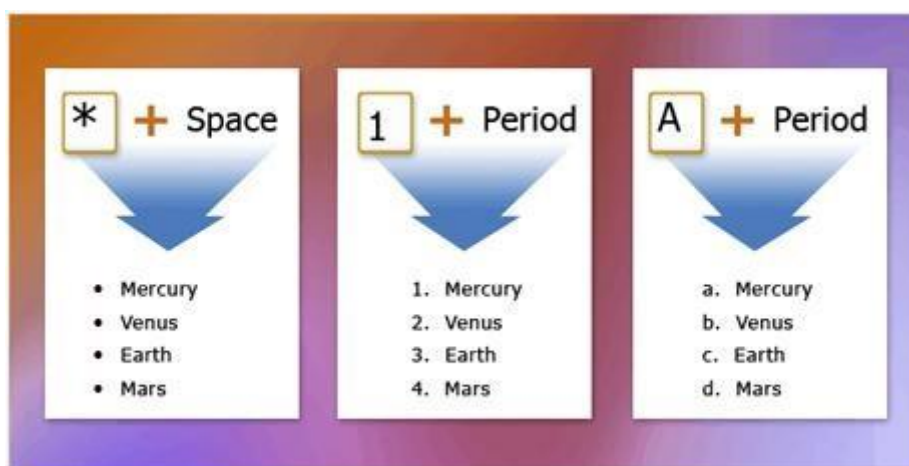 * + Space
• Mercury
• Venus
• Earth
• Mars
1 + Period
1. Mercury
2. Venus
3. Earth
4. Mars
A + Period
a. Mercury
b. Venus
c. Earth
d. Mars